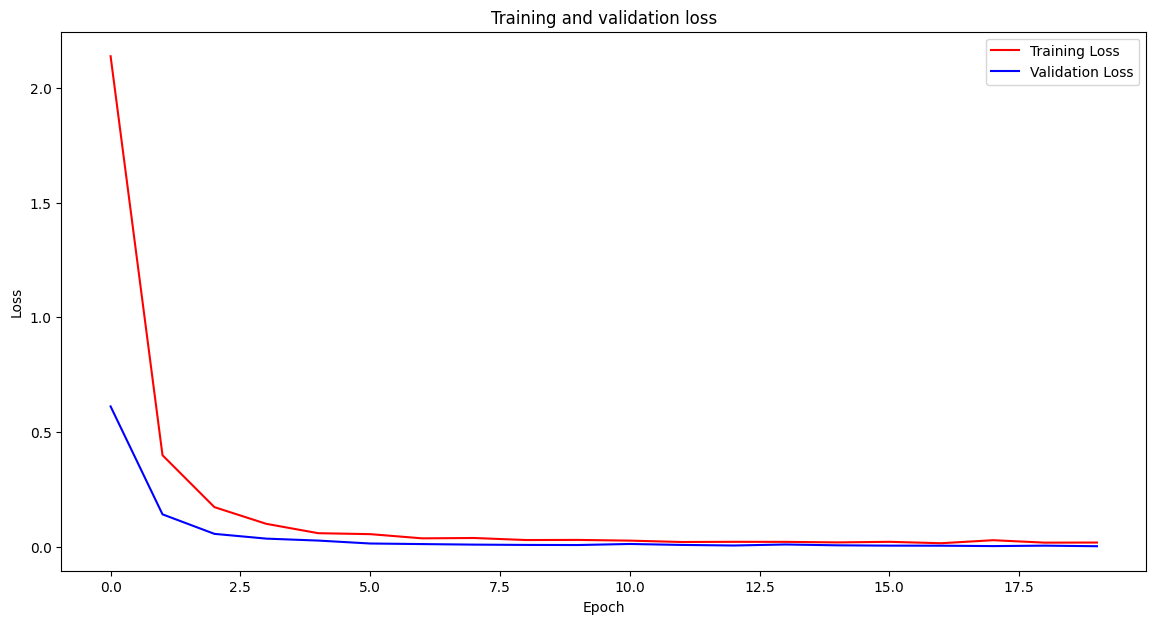 Training and validation loss
Training Loss
Validation Loss
2.0
1.5
1.0
0.5
0.0
Loss
0.0 2.5 5.0 7.5 10.0 12.5 15.0 17.5
Epoch